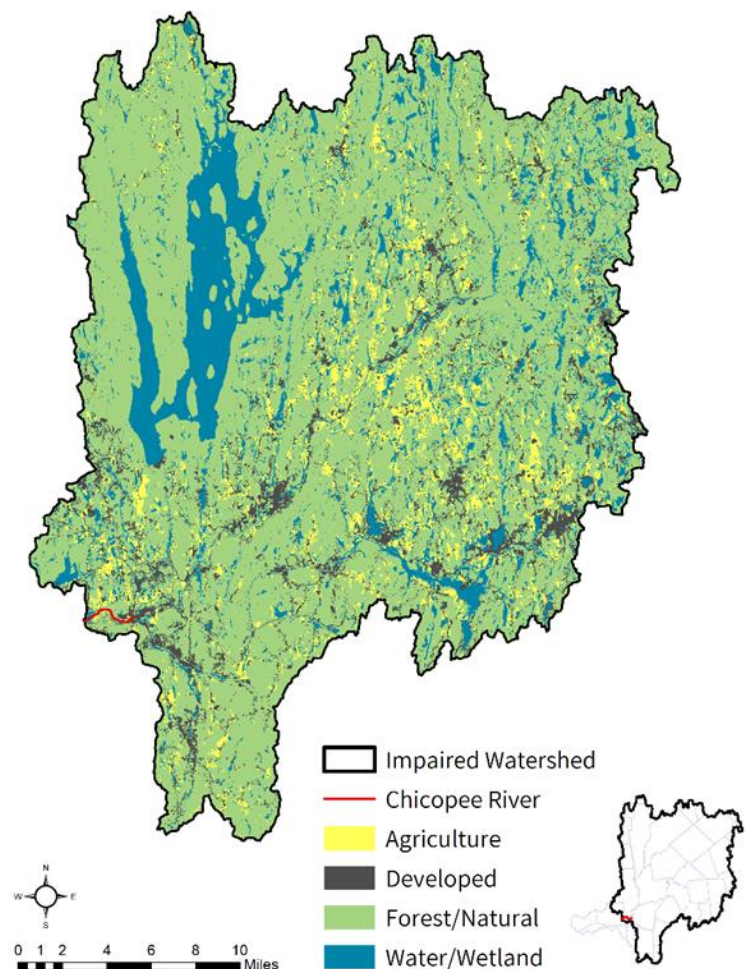 Impaired Watershed
Chicopee River
Agriculture
Developed
Forest/Natural
Water/Wetland
N
W E
S
0 1 2 4 6 8 10
Miles